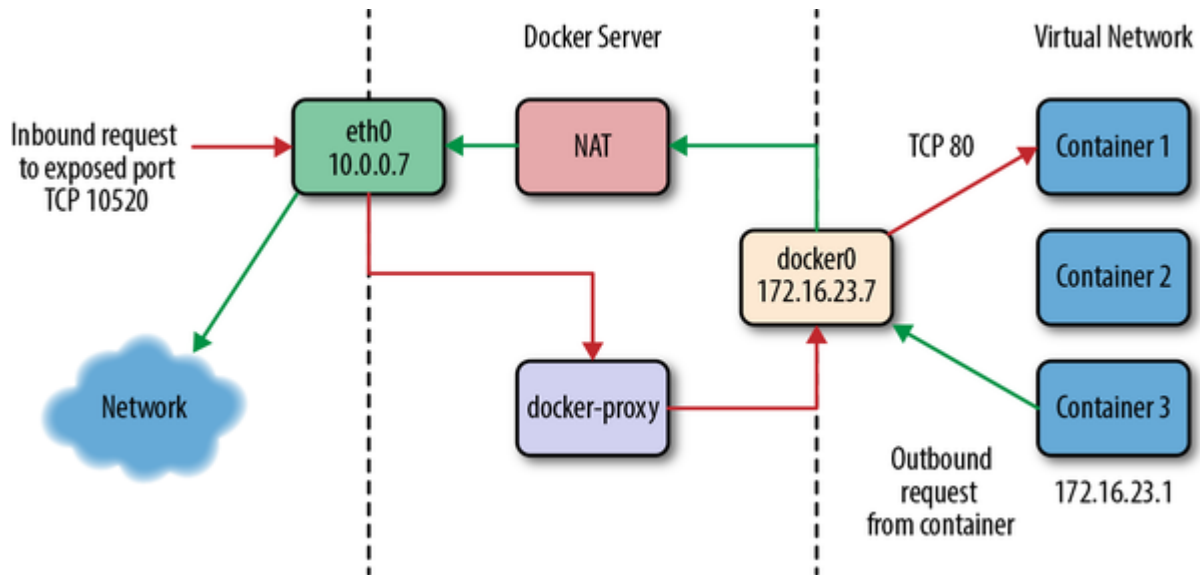 Docker Server
Virtual Network
Inbound request
to exposed port
TCP 10520
eth0
10.0.0.7
NAT
TCP 80
Container 1
docker0
172.16.23.7
Container 2
Network
docker-proxy
Container 3
Outbound
request
from container
172.16.23.1